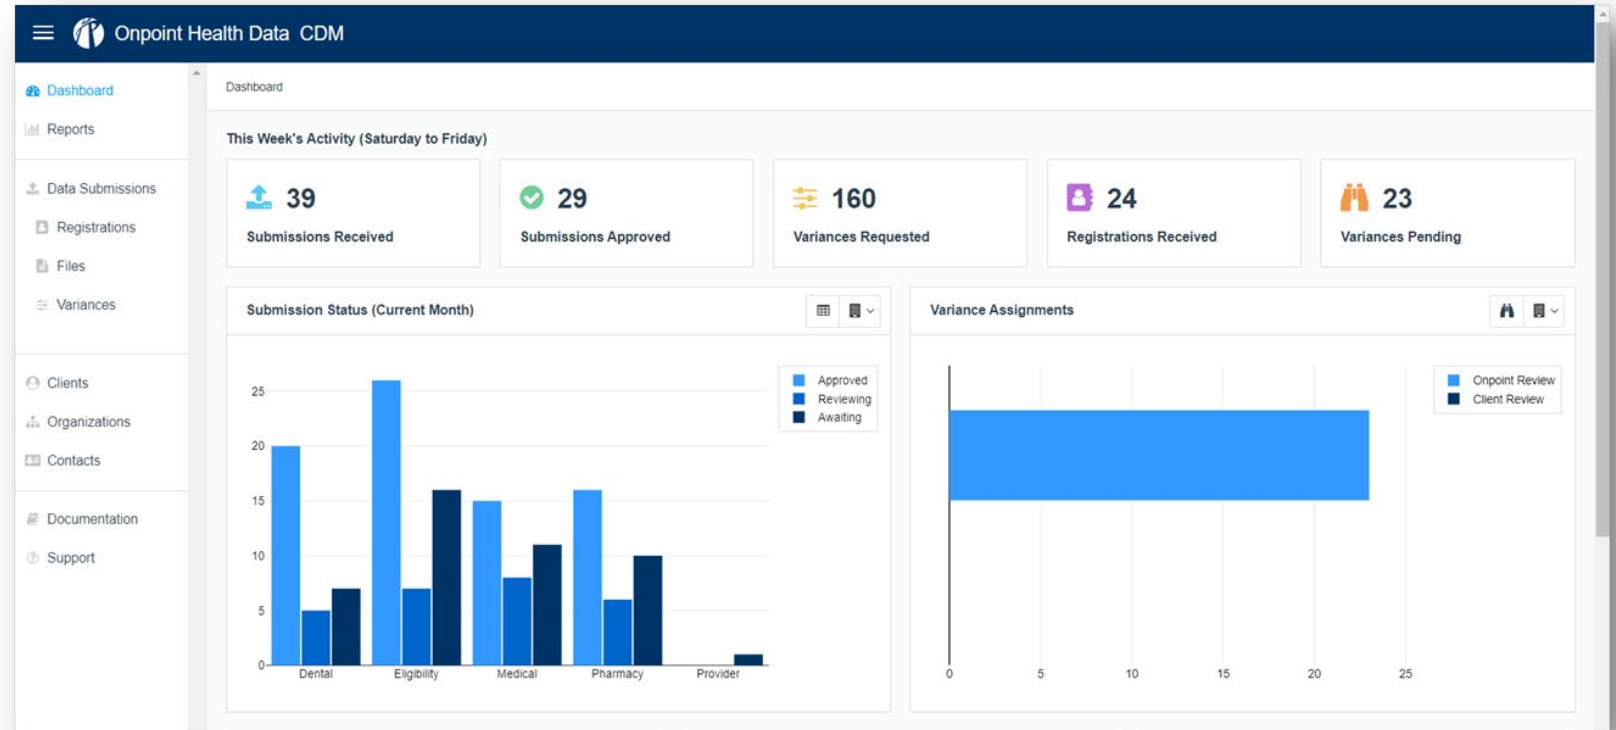 Onpoint Health Data CDM
Dashboard
Reports
Data Submissions
Registrations
Files
Variances
Clients
Organizations
Contacts
Documentation
Support
Dashboard
This Week's Activity (Saturday to Friday)
39
Submissions Received
29
Submissions Approved
160
Variances Requested
24
Registrations Received
23
Variances Pending
Submission Status (Current Month)
Approved
Reviewing
Awaiting
25
20
15
10
5
0
Dental Eligibility Medical Pharmacy Provider
Variance Assignments
Onpoint Review
Client Review
0 5 10 15 20 25